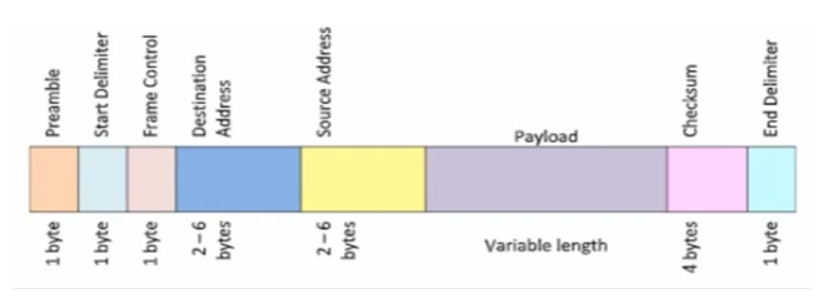 Preamble
Start Delimiter
Frame Control
Destination
Address
Source Address
Payload
Checksum
End Delimiter
1 byte
1 byte
1 byte
2 – 6
bytes
2 – 6
bytes
Variable length
4 bytes
1 byte